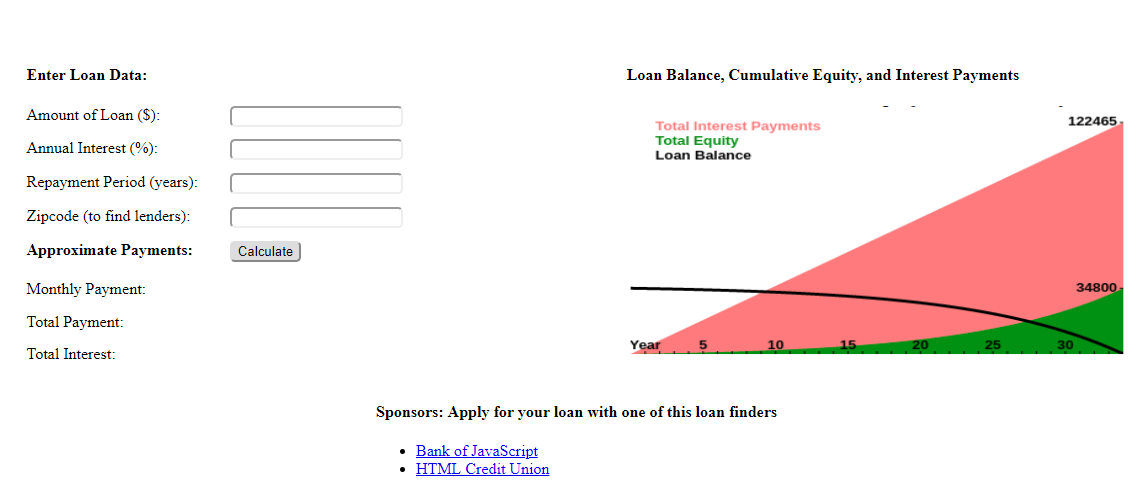 Enter Loan Data:
Amount of Loan ($):
Annual Interest (%):
Repayment Period (years):
Zipcode (to find lenders):
Approximate Payments: Calculate
Monthly Payment:
Total Payment:
Total Interest:
Loan Balance, Cumulative Equity, and Interest Payments
Total Interest Payments
Total Equity
Loan Balance
122465
34800
Year 5 10 15 20 25 30
Sponsors: Apply for your loan with one of this loan finders
Bank of JavaScript
HTML Credit Union